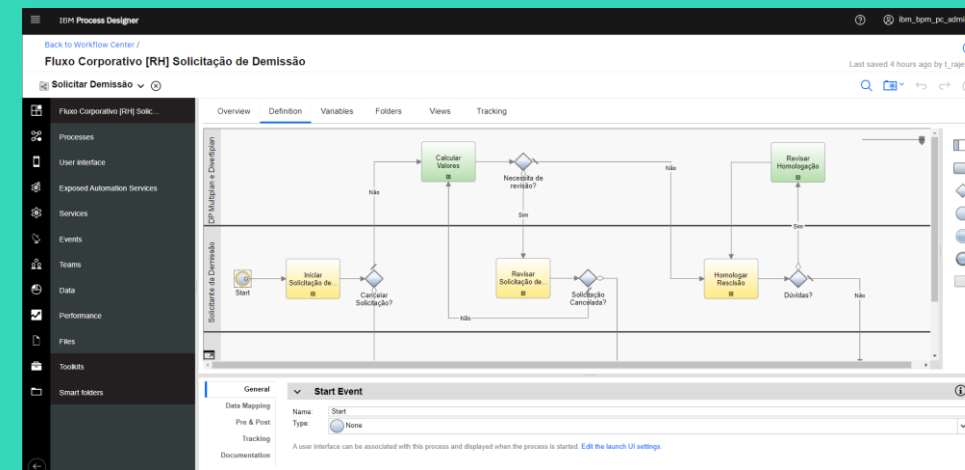 IBM Process Designer
ibm_bpm_pc_admi
Back to Workflow Center /
Fluxo Corporativo [RH] Solicitação de Demissão
Last saved 4 hours ago by t_raje
Solicitar Demissão
Fluxo Corporativo [RH] Solic...
Processes
User interface
Exposed Automation Services
Services
Events
Teams
Data
Performance
Files
Toolkits
Smart folders
Overview Definition Variables Folders Views Tracking
DP Multiplan e Divertiplan
Calcular
Valores
Necessita de
revisão?
Não
Sim
Não
Revisar
Homologação
Sim
Solicitante da Demissão
Start
Iniciar
Solicitação de...
Cancelar
Solicitação?
Não
Revisar
Solicitação de...
Solicitação
Cancelada?
Homologar
Rescisão
Dúvidas?
Não
General
Data Mapping
Pre & Post
Tracking
Documentation
Start Event
Name: Start
Type: None
A user interface can be associated with this process and displayed when the process is started. Edit the launch UI settings.